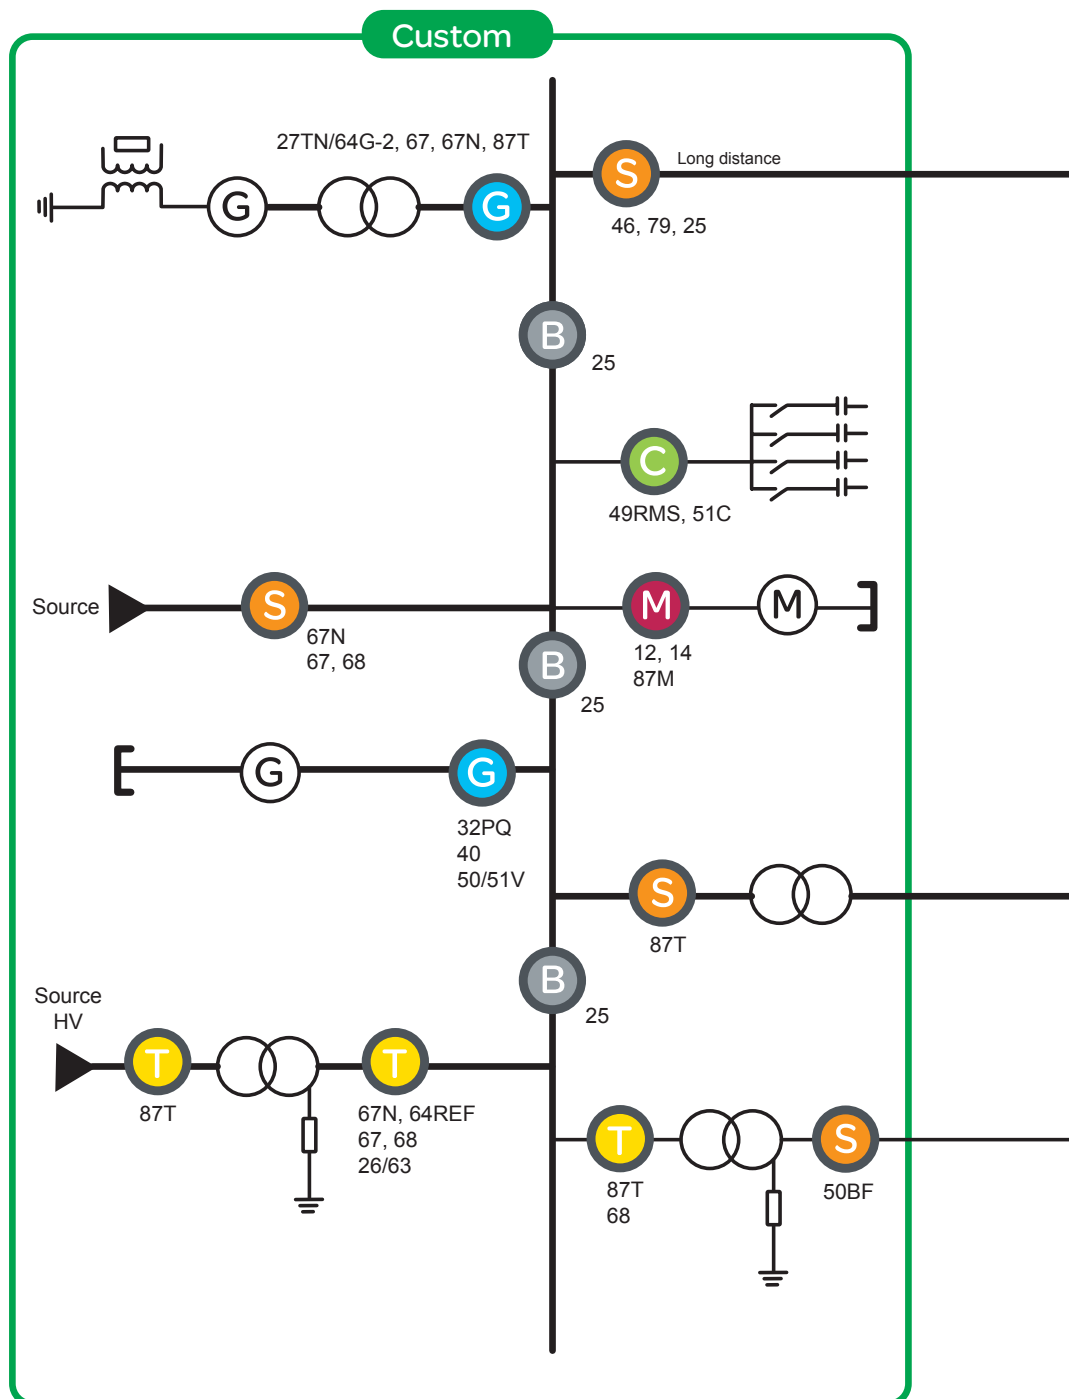 Custom
27TN/64G-2, 67, 67N, 87T
G
G
S
Long distance
46, 79, 25
B
25
C
49RMS, 51C
Source
S
67N
67, 68
M
M
12, 14
87M
B
25
G
G
32PQ
40
50/51V
S
87T
B
25
Source
HV
T
87T
T
67N, 64REF
67, 68
26/63
T
87T
68
S
50BF